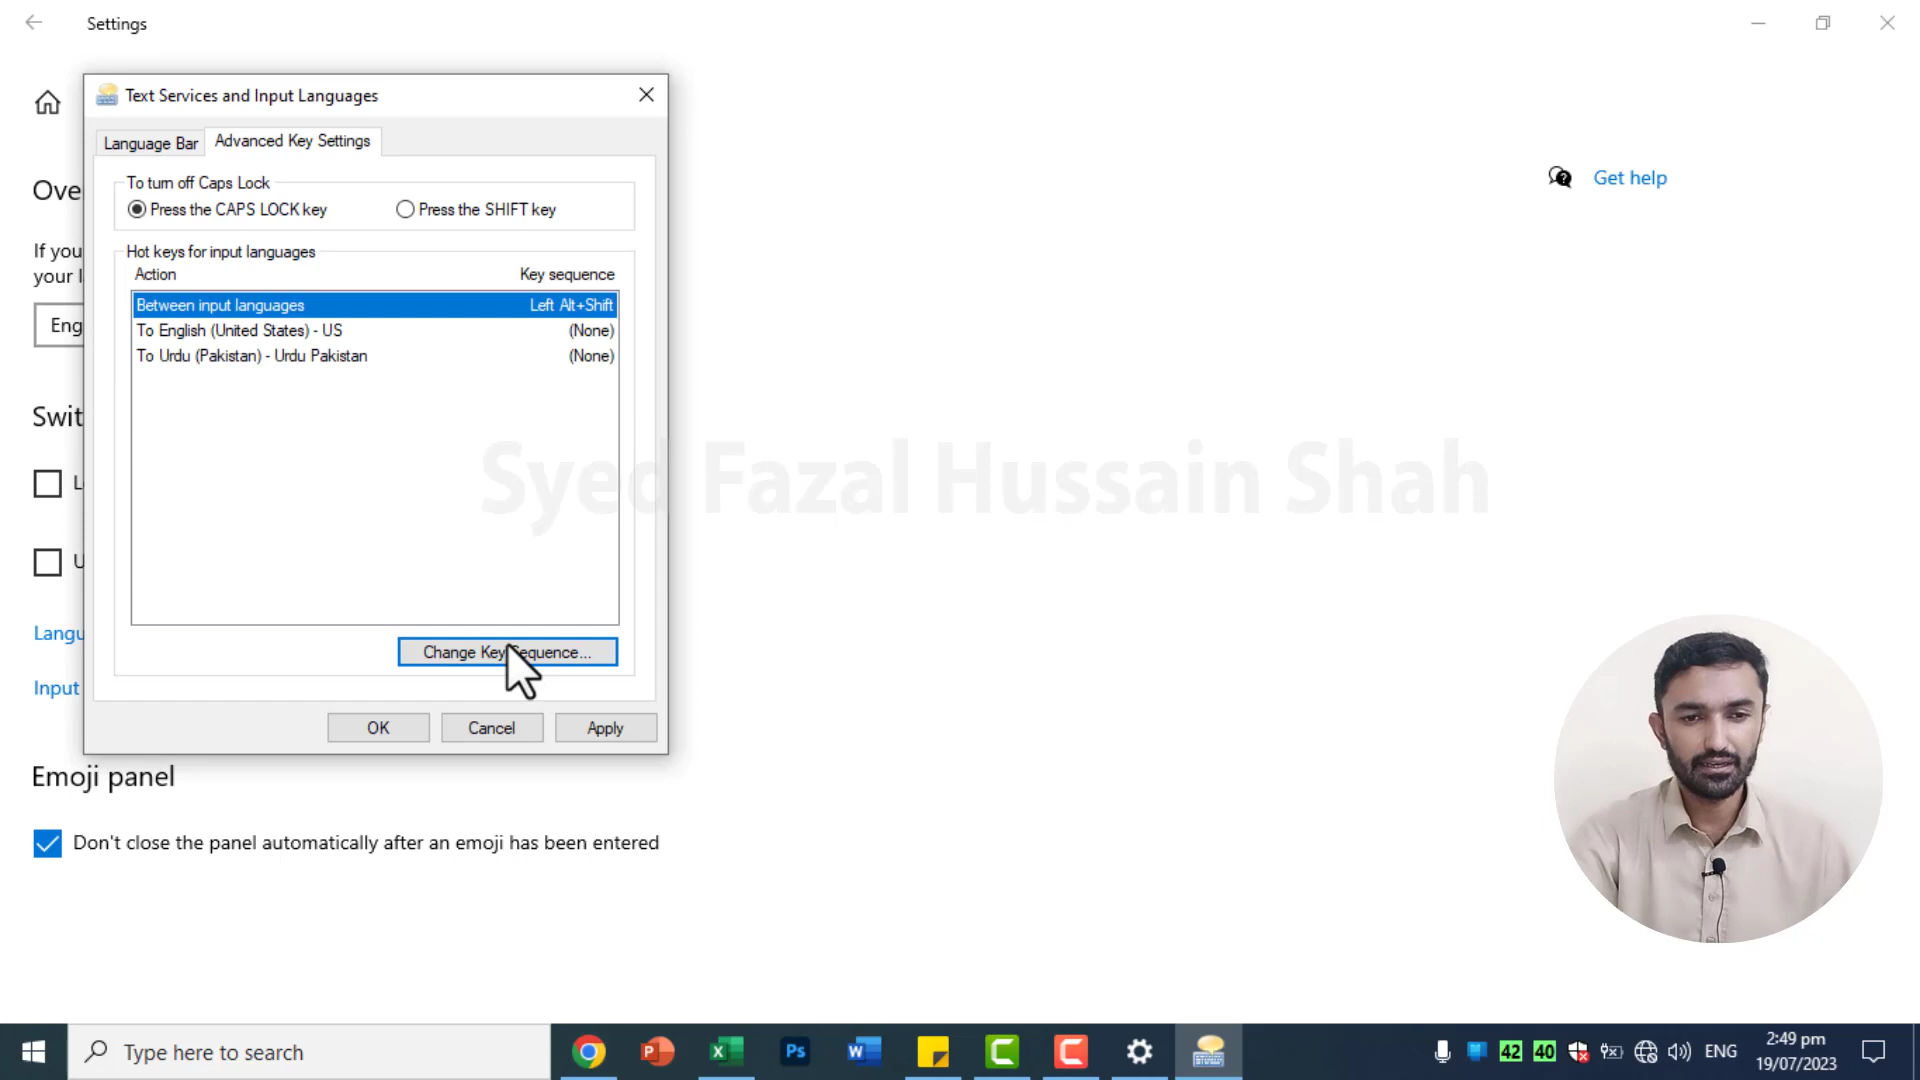 Settings
Text Services and Input Languages
Language Bar
Advanced Key Settings
To turn off Caps Lock
Press the CAPS LOCK key
Press the SHIFT key
Get help
Ove
If you
your l
Eng
Hot keys for input languages
Action Key sequence
Between input languages Left Alt+Shift
To English (United States) - US (None)
To Urdu (Pakistan) - Urdu Pakistan (None)
Swit
L
U
Syed Fazal Hussain Shah
Langu
Input
Change Key Sequence...
OK
Cancel
Apply
Emoji panel
Don't close the panel automatically after an emoji has been entered
Type here to search
P
X
Ps
W
42
40
ENG
2:49 pm
19/07/2023